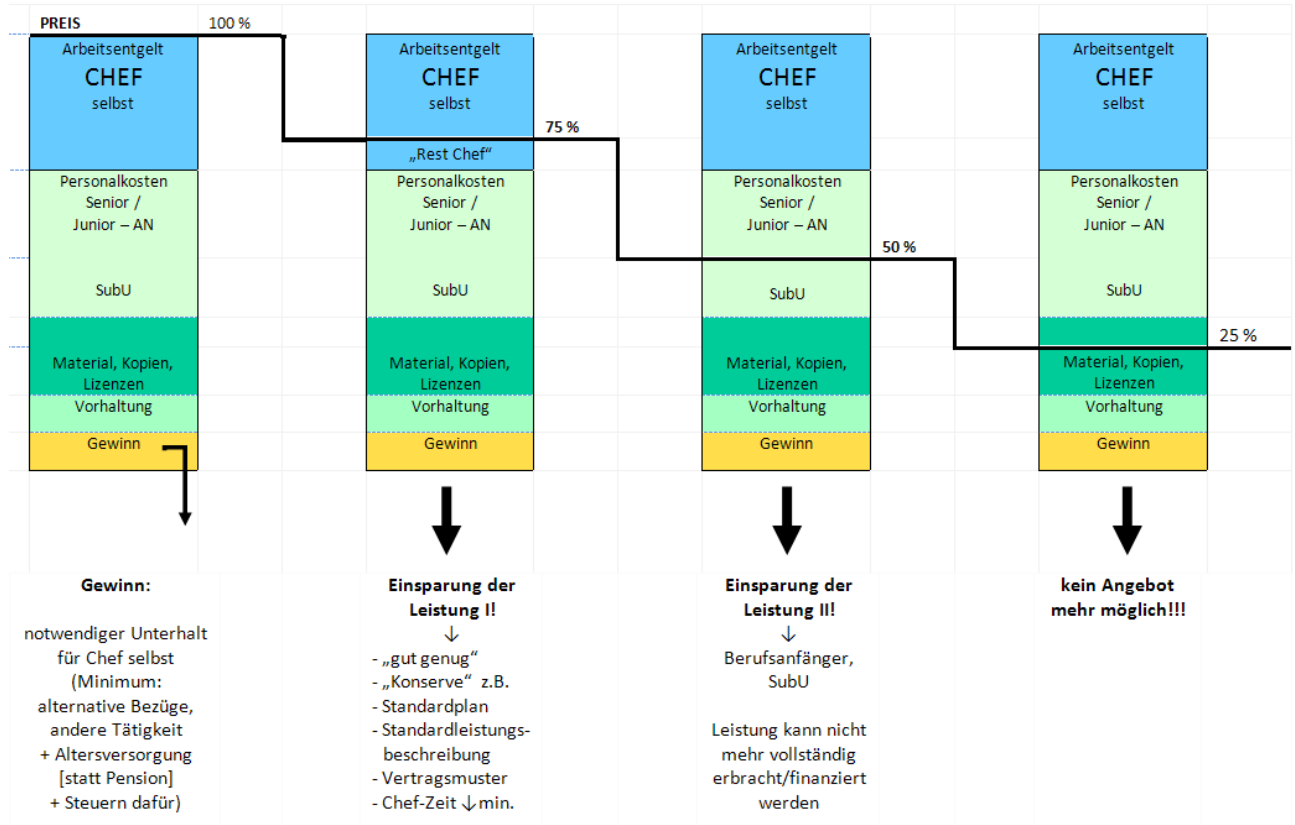 PREIS
100 %
Arbeitsentgelt
CHEF
selbst
Personalkosten
Senior /
Junior – AN
SubU
Material, Kopien,
Lizenzen
Vorhaltung
Gewinn
Gewinn:
notwendiger Unterhalt
für Chef selbst
(Minimum:
alternative Bezüge,
andere Tätigkeit
+ Altersversorgung
[statt Pension]
+ Steuern dafür)
Arbeitsentgelt
CHEF
selbst
75 %
„Rest Chef“
Personalkosten
Senior /
Junior – AN
SubU
Material, Kopien,
Lizenzen
Vorhaltung
Gewinn
Einsparung der
Leistung I!
↓
- „gut genug“
- „Konserve“ z.B.
- Standardplan
- Standardleistungs-
beschreibung
- Vertragsmuster
- Chef-Zeit ↓ min.
Arbeitsentgelt
CHEF
selbst
Personalkosten
Senior /
Junior – AN
50 %
SubU
Material, Kopien,
Lizenzen
Vorhaltung
Gewinn
Einsparung der
Leistung II!
↓
Berufsanfänger,
SubU
Leistung kann nicht
mehr vollständig
erbracht/finanziert
werden
Arbeitsentgelt
CHEF
selbst
Personalkosten
Senior /
Junior – AN
SubU
25 %
Material, Kopien,
Lizenzen
Vorhaltung
Gewinn
kein Angebot
mehr möglich!!!